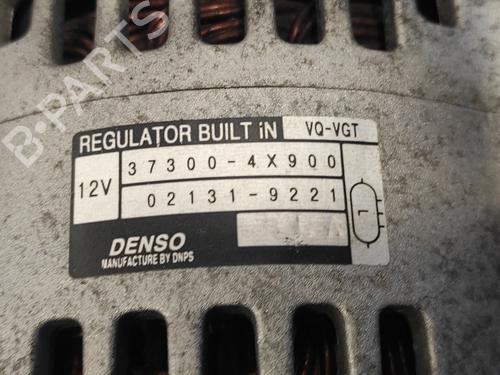 B-PARTS
REGULATOR BUILT iN VQ-VGT
12V
37300-4X900
02131-9221
L
DENSO
MANUFACTURE BY DNPS